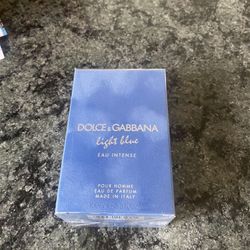 DOLCE & GABBANA
light blue
EAU INTENSE
POUR HOMME
EAU DE PARFUM
MADE IN ITALY